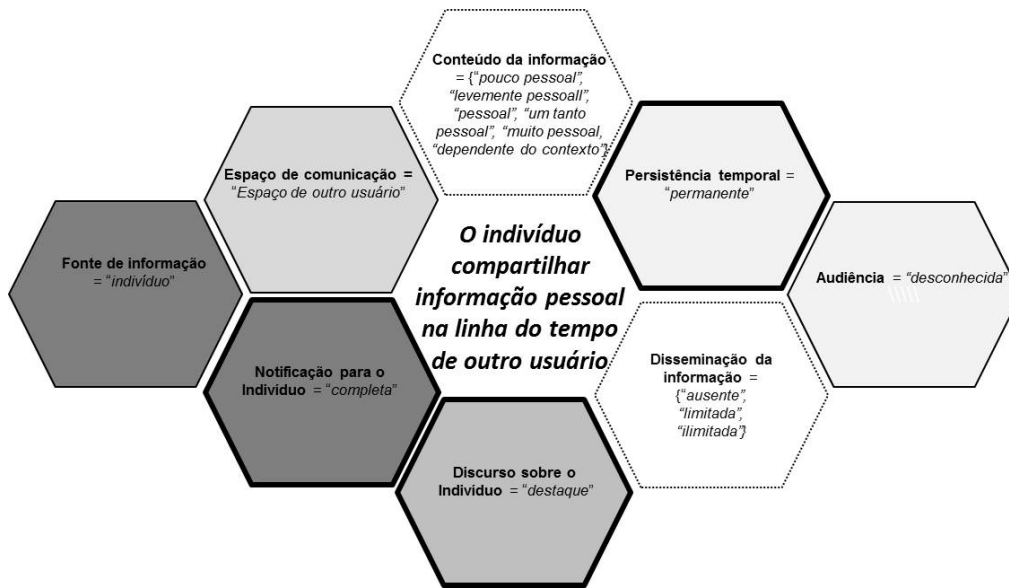 Conteúdo da informação
= {“pouco pessoal”,
“levemente pessoall”,
“pessoal”, “um tanto
pessoal”, “muito pessoal,
“dependente do contexto”}
Espaço de comunicação =
“Espaço de outro usuário”
Persistência temporal =
“permanente”
Fonte de informação
= “indivíduo”
O indivíduo
compartilhar
informação pessoal
na linha do tempo
de outro usuário
Audiência = “desconhecida”
\\\\\
Notificação para o
Individuo = “completa”
Disseminação da
informação =
{“ausente”,
“limitada”,
“ilimitada”}
Discurso sobre o
Individuo = “destaque”